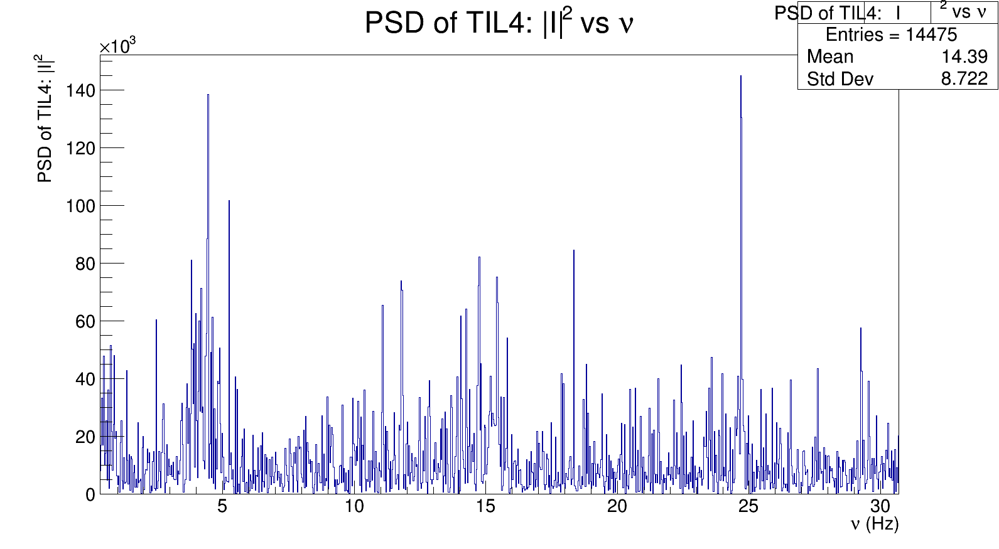 PSD of TIL4: |I|² vs ν
PSD of TIL4: I ² vs ν
Entries = 14475
Mean 14.39
Std Dev 8.722
×10³
PSD of TIL4: |I|²
140
120
100
80
60
40
20
0
5 10 15 20 25 30
ν (Hz)